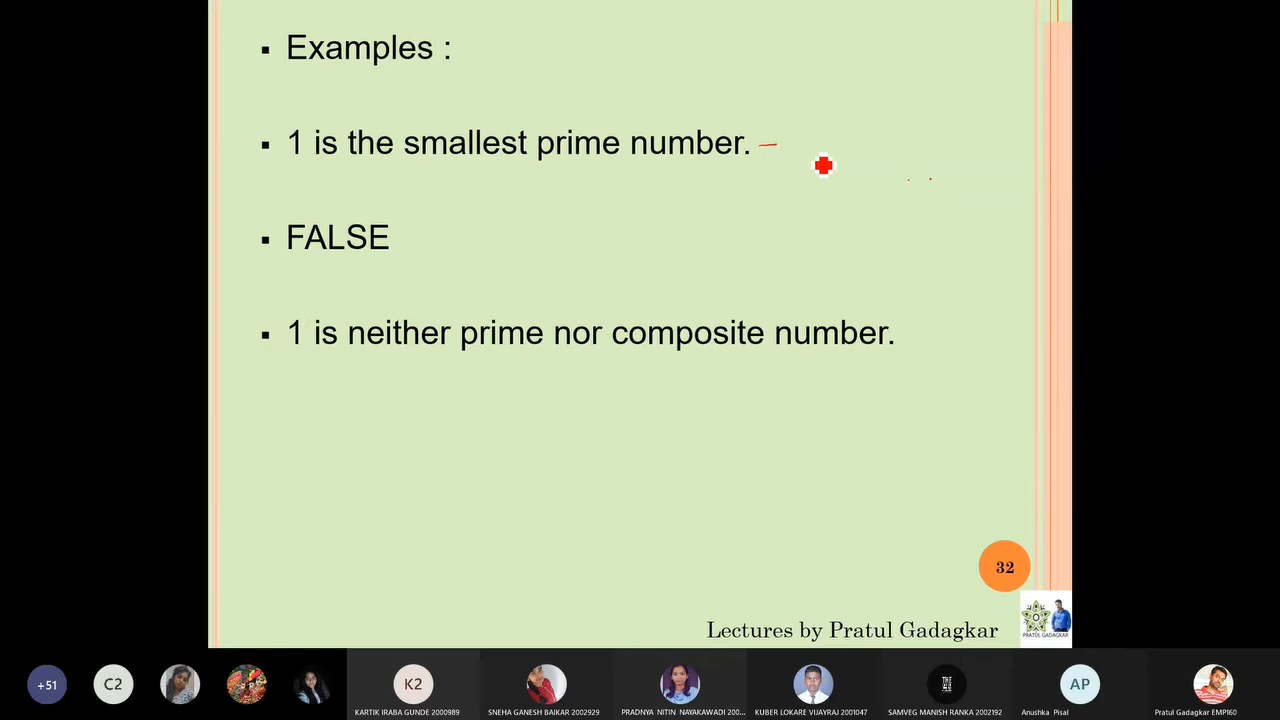 Examples :
1 is the smallest prime number.
FALSE
1 is neither prime nor composite number.
32
Lectures by Pratul Gadagkar
PRATUL GADAGKAR
+51
C2
K2
AP
KARTIK IRABA GUNDE 2000989
SNEHA GANESH BAIKAR 2002929
PRADNYA NITIN NAYAKAWADI 200...
KUBER LOKARE VIJAYRAJ 2001047
SAMVEG MANISH RANKA 2002192
Anushka Pisal
Pratul Gadagkar EMP160